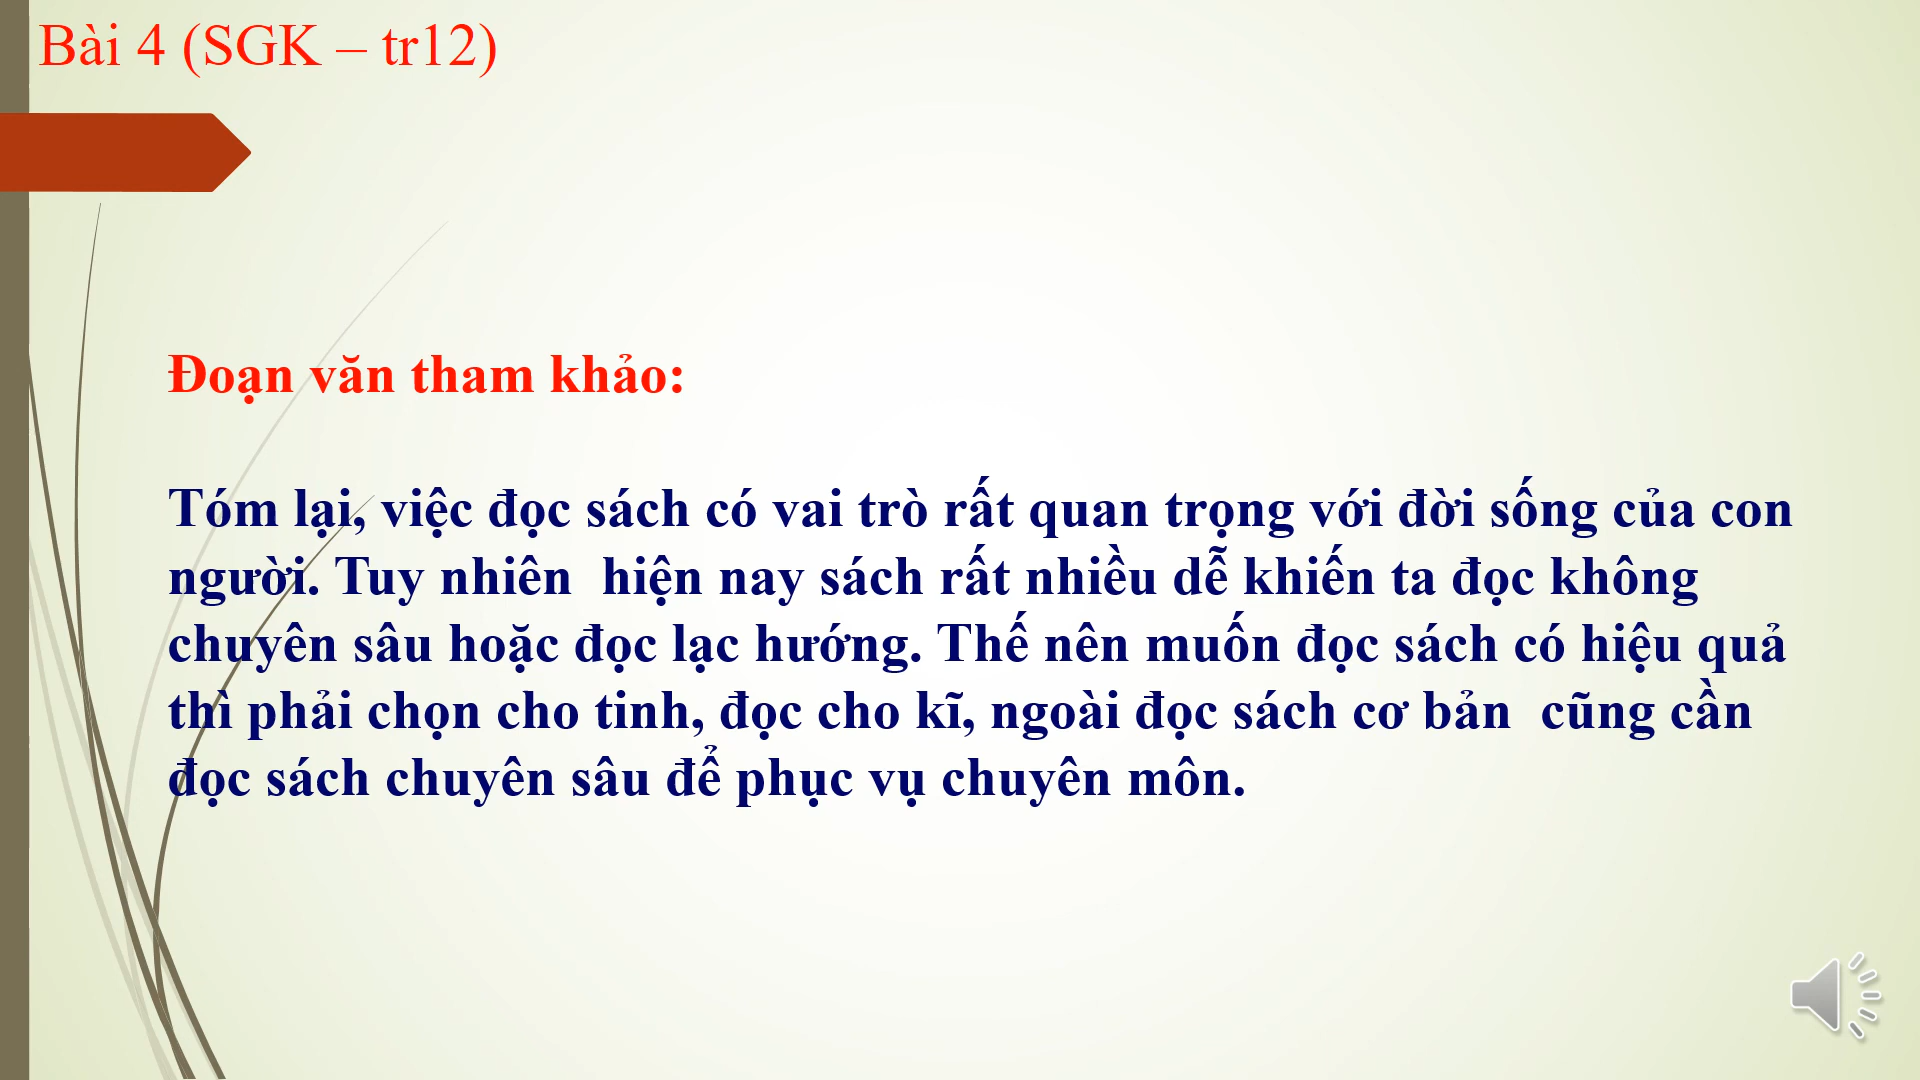 Bài 4 (SGK – tr12)
Đoạn văn tham khảo:
Tóm lại, việc đọc sách có vai trò rất quan trọng với đời sống của con
người. Tuy nhiên  hiện nay sách rất nhiều dễ khiến ta đọc không
chuyên sâu hoặc đọc lạc hướng. Thế nên muốn đọc sách có hiệu quả
thì phải chọn cho tinh, đọc cho kĩ, ngoài đọc sách cơ bản  cũng cần
đọc sách chuyên sâu để phục vụ chuyên môn.